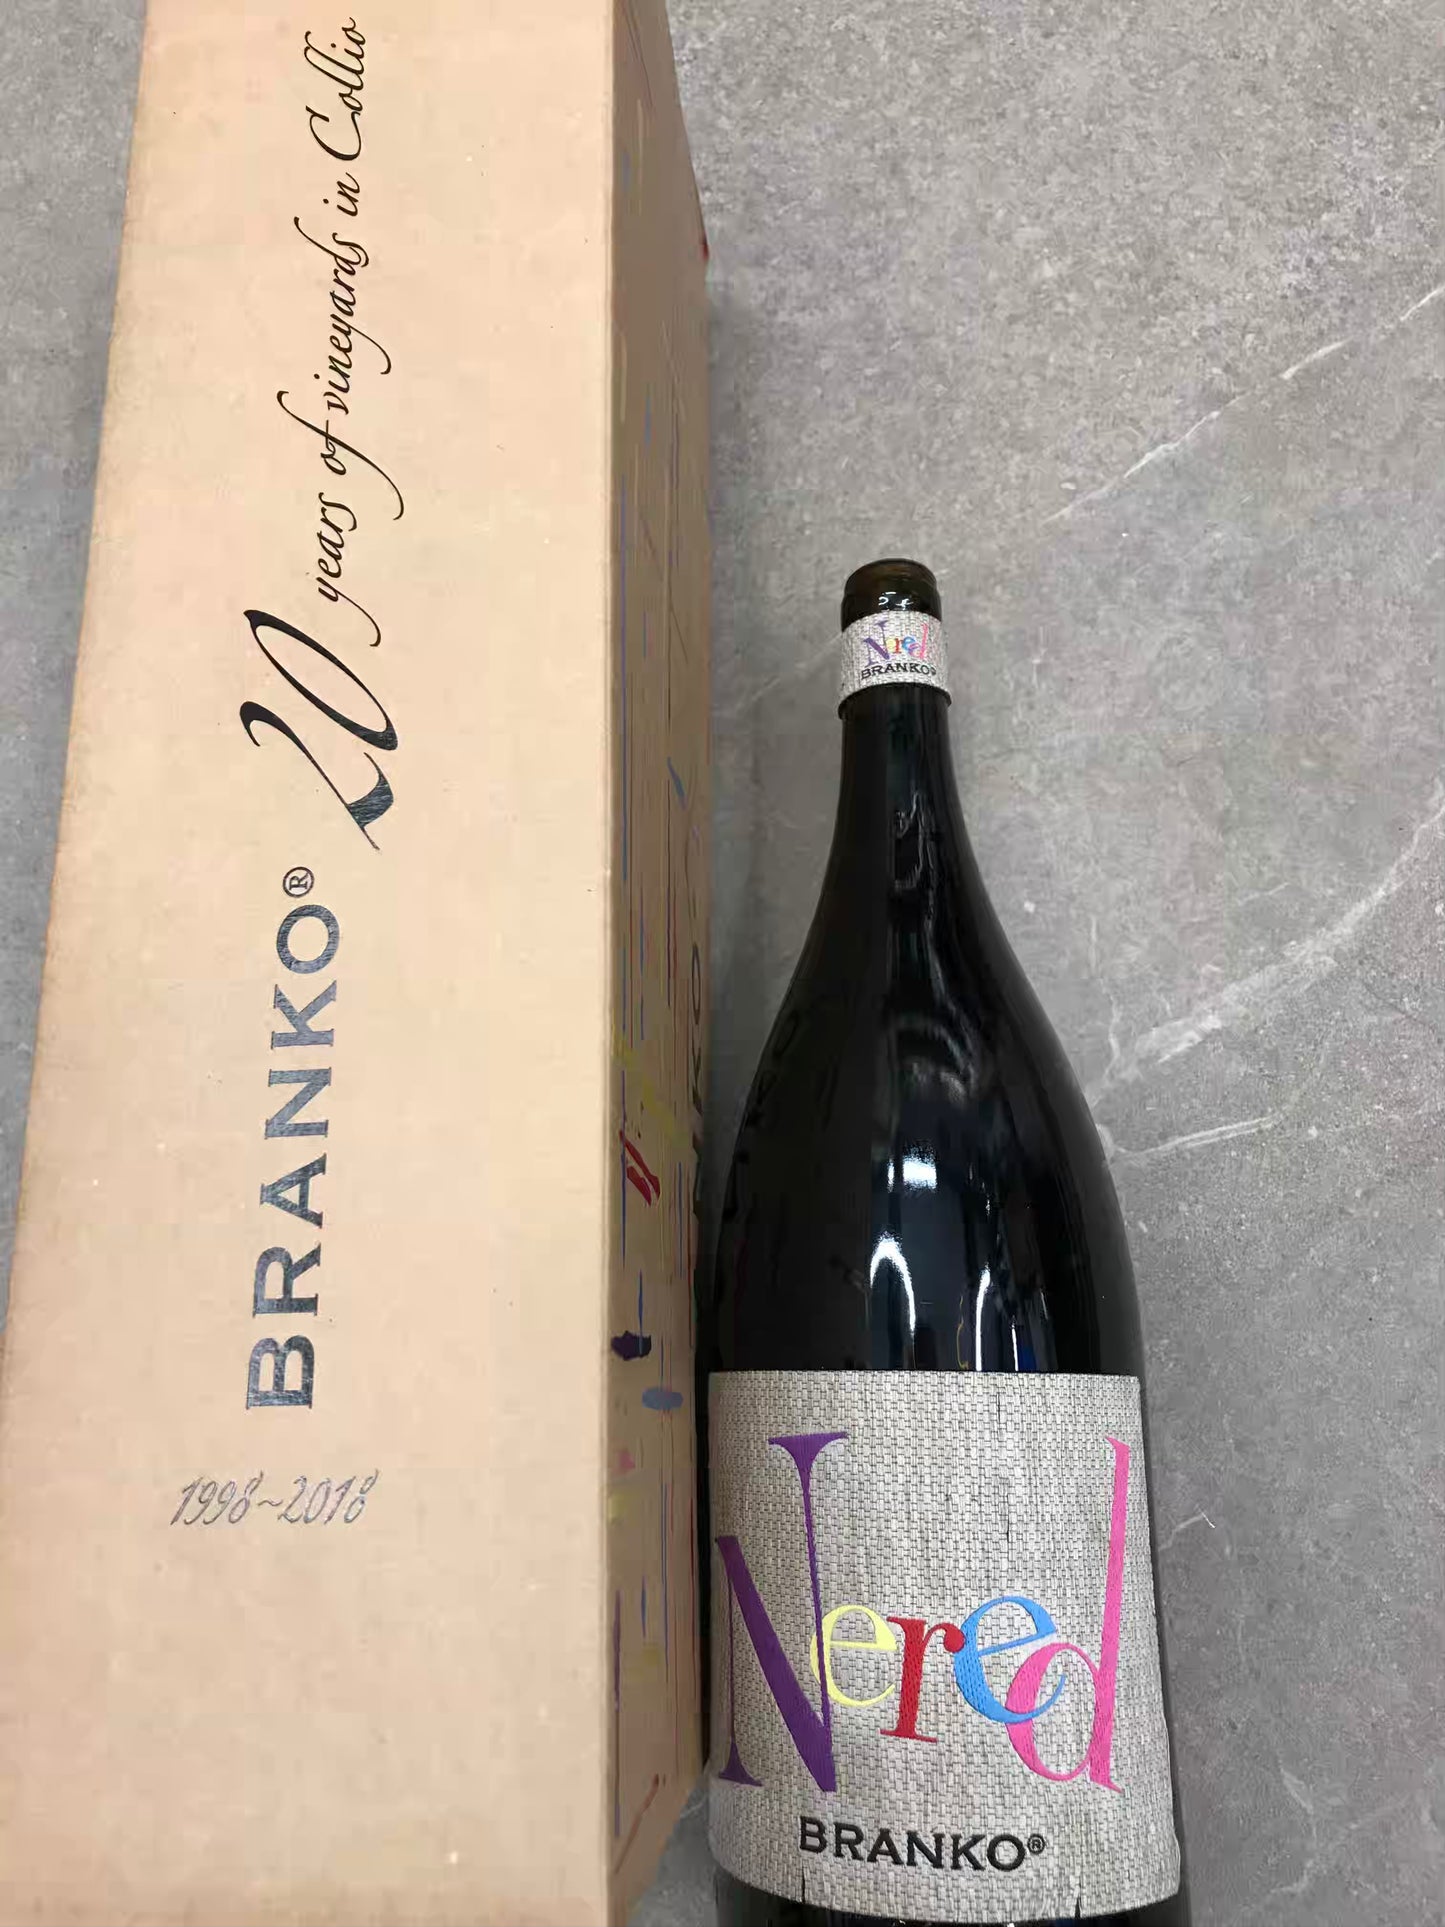 BRANKO® 20 years of vineyards in Collio
1998~2018
Nered
BRANKO®
Nered
BRANKO®